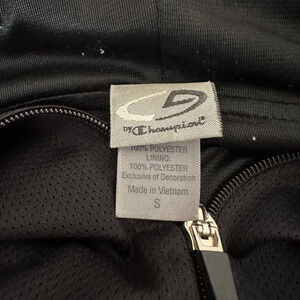 by Champion
100% POLYESTER
LINING:
100% POLYESTER
Exclusive of Decoration
Made in Vietnam
S